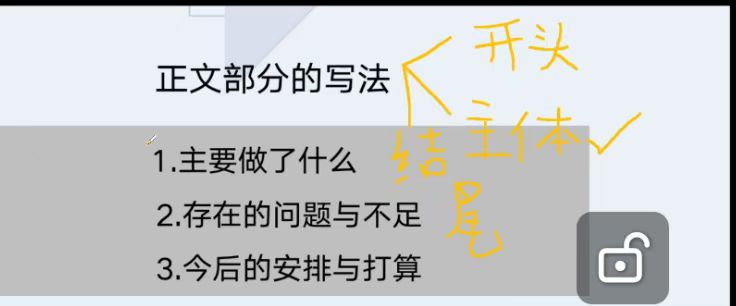 正文部分的写法
开头
主体✓
结尾
1.主要做了什么
2.存在的问题与不足
3.今后的安排与打算